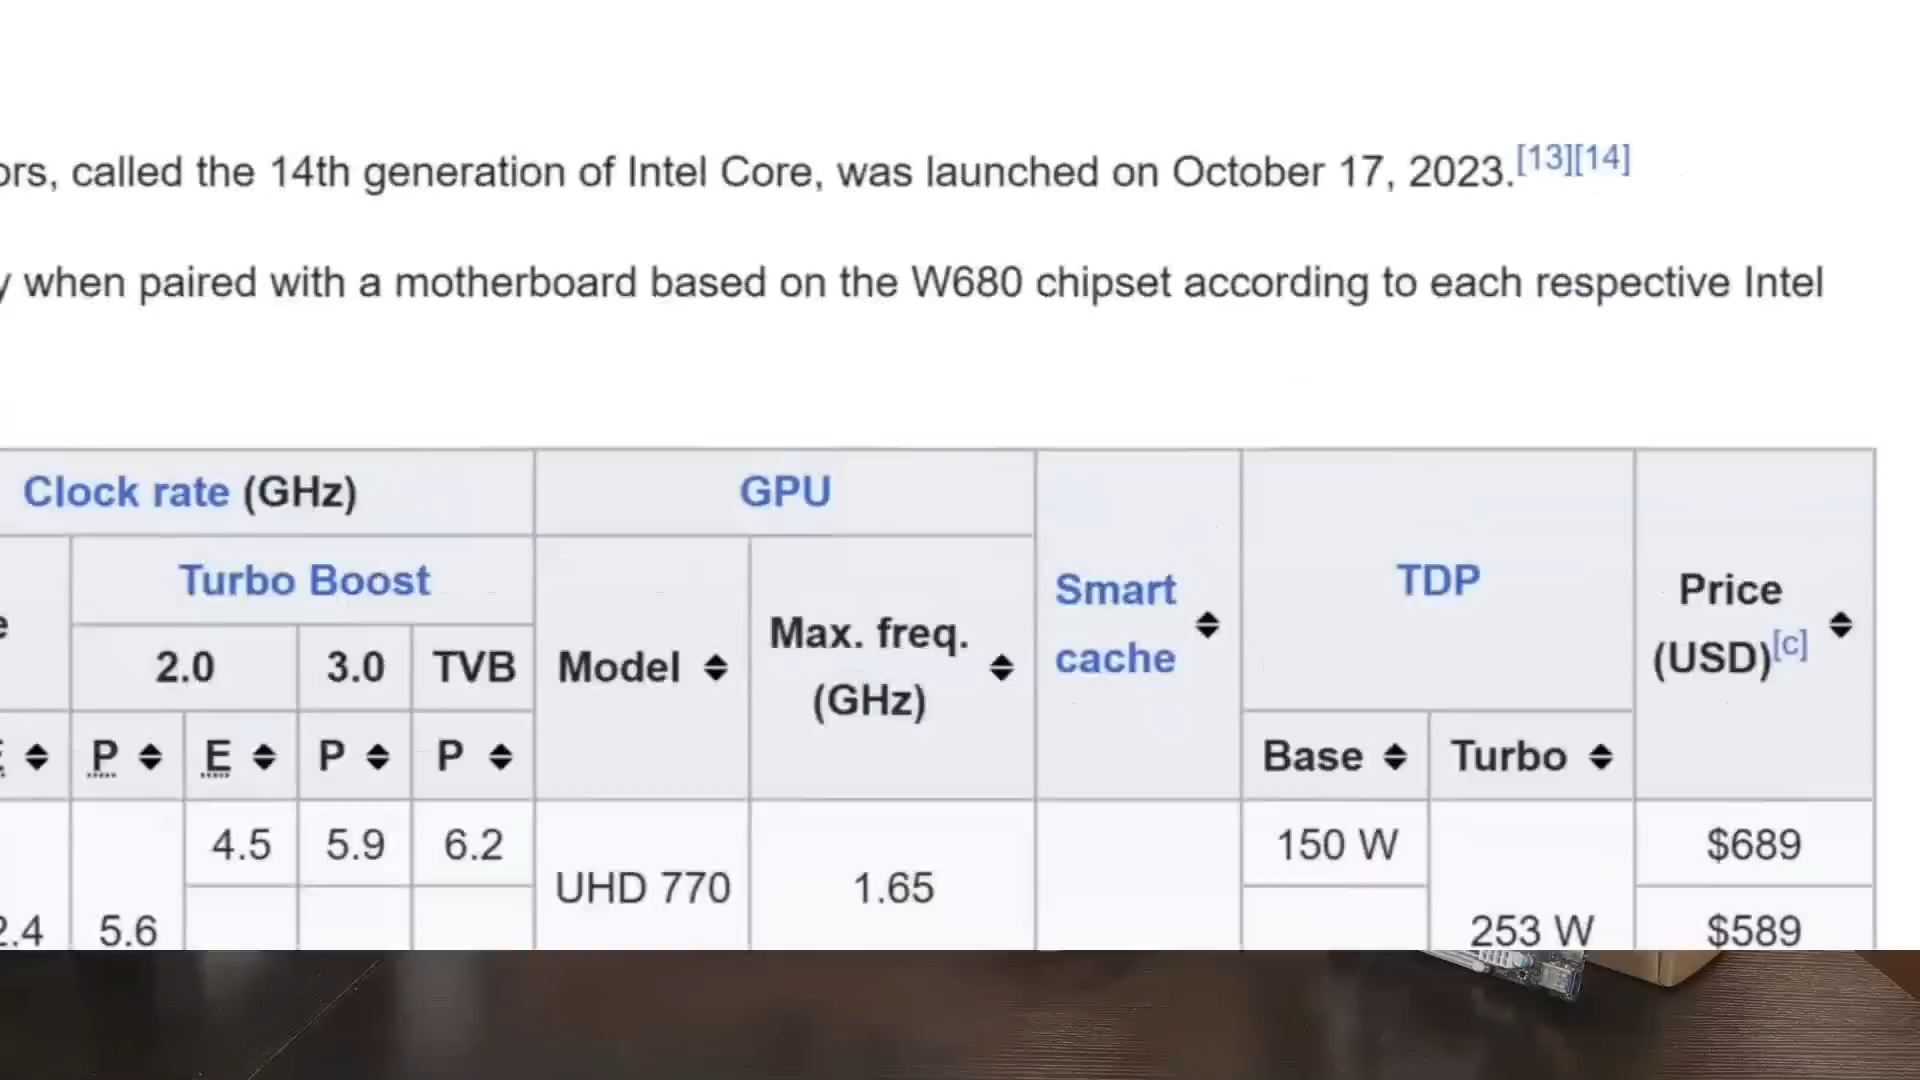 ors, called the 14th generation of Intel Core, was launched on October 17, 2023.[13][14]
y when paired with a motherboard based on the W680 chipset according to each respective Intel
Clock rate (GHz) GPU Smart cache TDP Price (USD)[c]
Turbo Boost Model Max. freq. (GHz)
e 2.0 3.0 TVB
P E P P Base Turbo
4.5 5.9 6.2 UHD 770 1.65 150 W $689
2.4 5.6 253 W $589